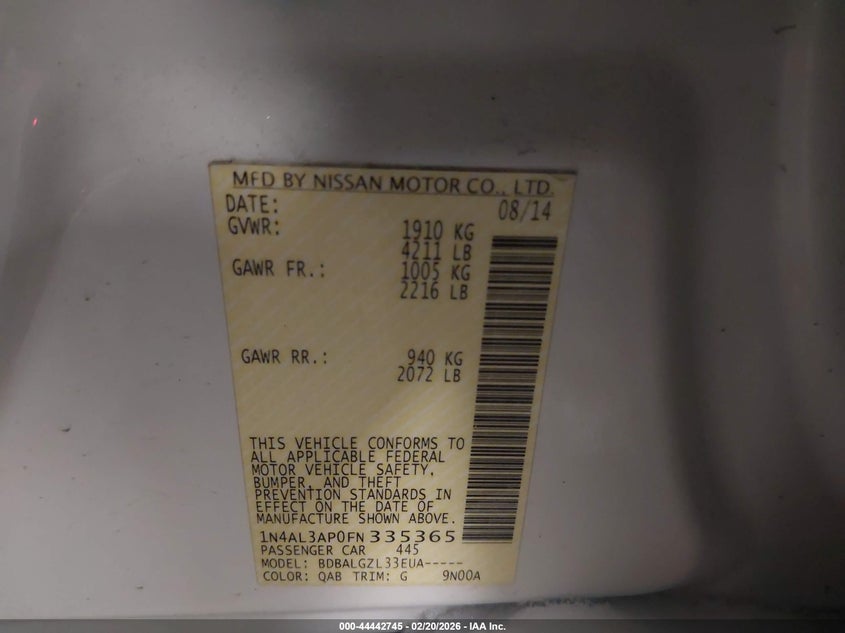 MFD BY NISSAN MOTOR CO., LTD.
DATE: 08/14
GVWR: 1910 KG
4211 LB
GAWR FR.: 1005 KG
2216 LB
GAWR RR.: 940 KG
2072 LB
THIS VEHICLE CONFORMS TO
ALL APPLICABLE FEDERAL
MOTOR VEHICLE SAFETY,
BUMPER, AND THEFT
PREVENTION STANDARDS IN
EFFECT ON THE DATE OF
MANUFACTURE SHOWN ABOVE.
1N4AL3AP0FN335365
PASSENGER CAR 445
MODEL: BDBALGZL33EUA-----
COLOR: QAB TRIM: G 9N00A
000-44442745 - 02/20/2026 - IAA Inc.